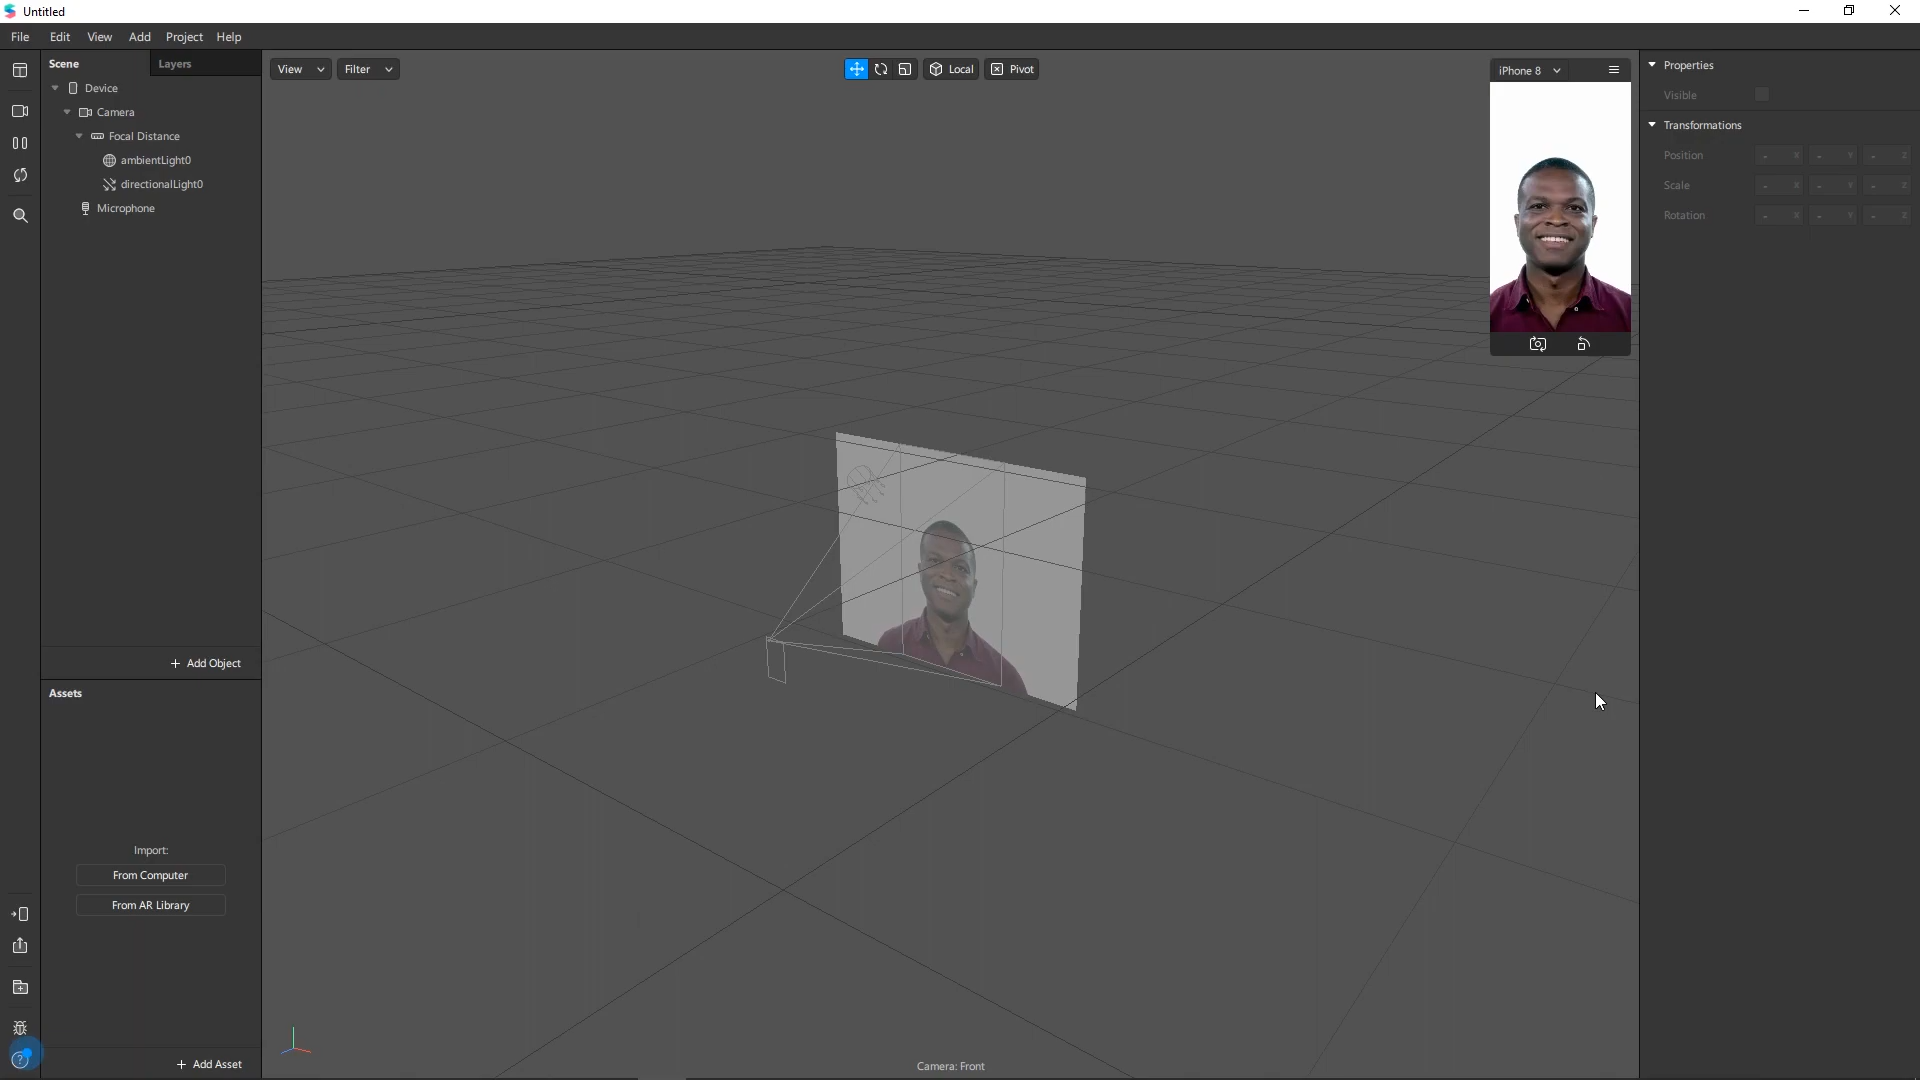 Untitled
File Edit View Add Project Help
Scene Layers
View Filter Local Pivot
iPhone 8
Properties
Device
Visible
Camera
Transformations
Focal Distance
Position - X - Y - Z
ambientLight0
Scale - X - Y - Z
directionalLight0
Rotation - X - Y - Z
Microphone
+ Add Object
Assets
Import:
From Computer
From AR Library
+ Add Asset
Camera: Front